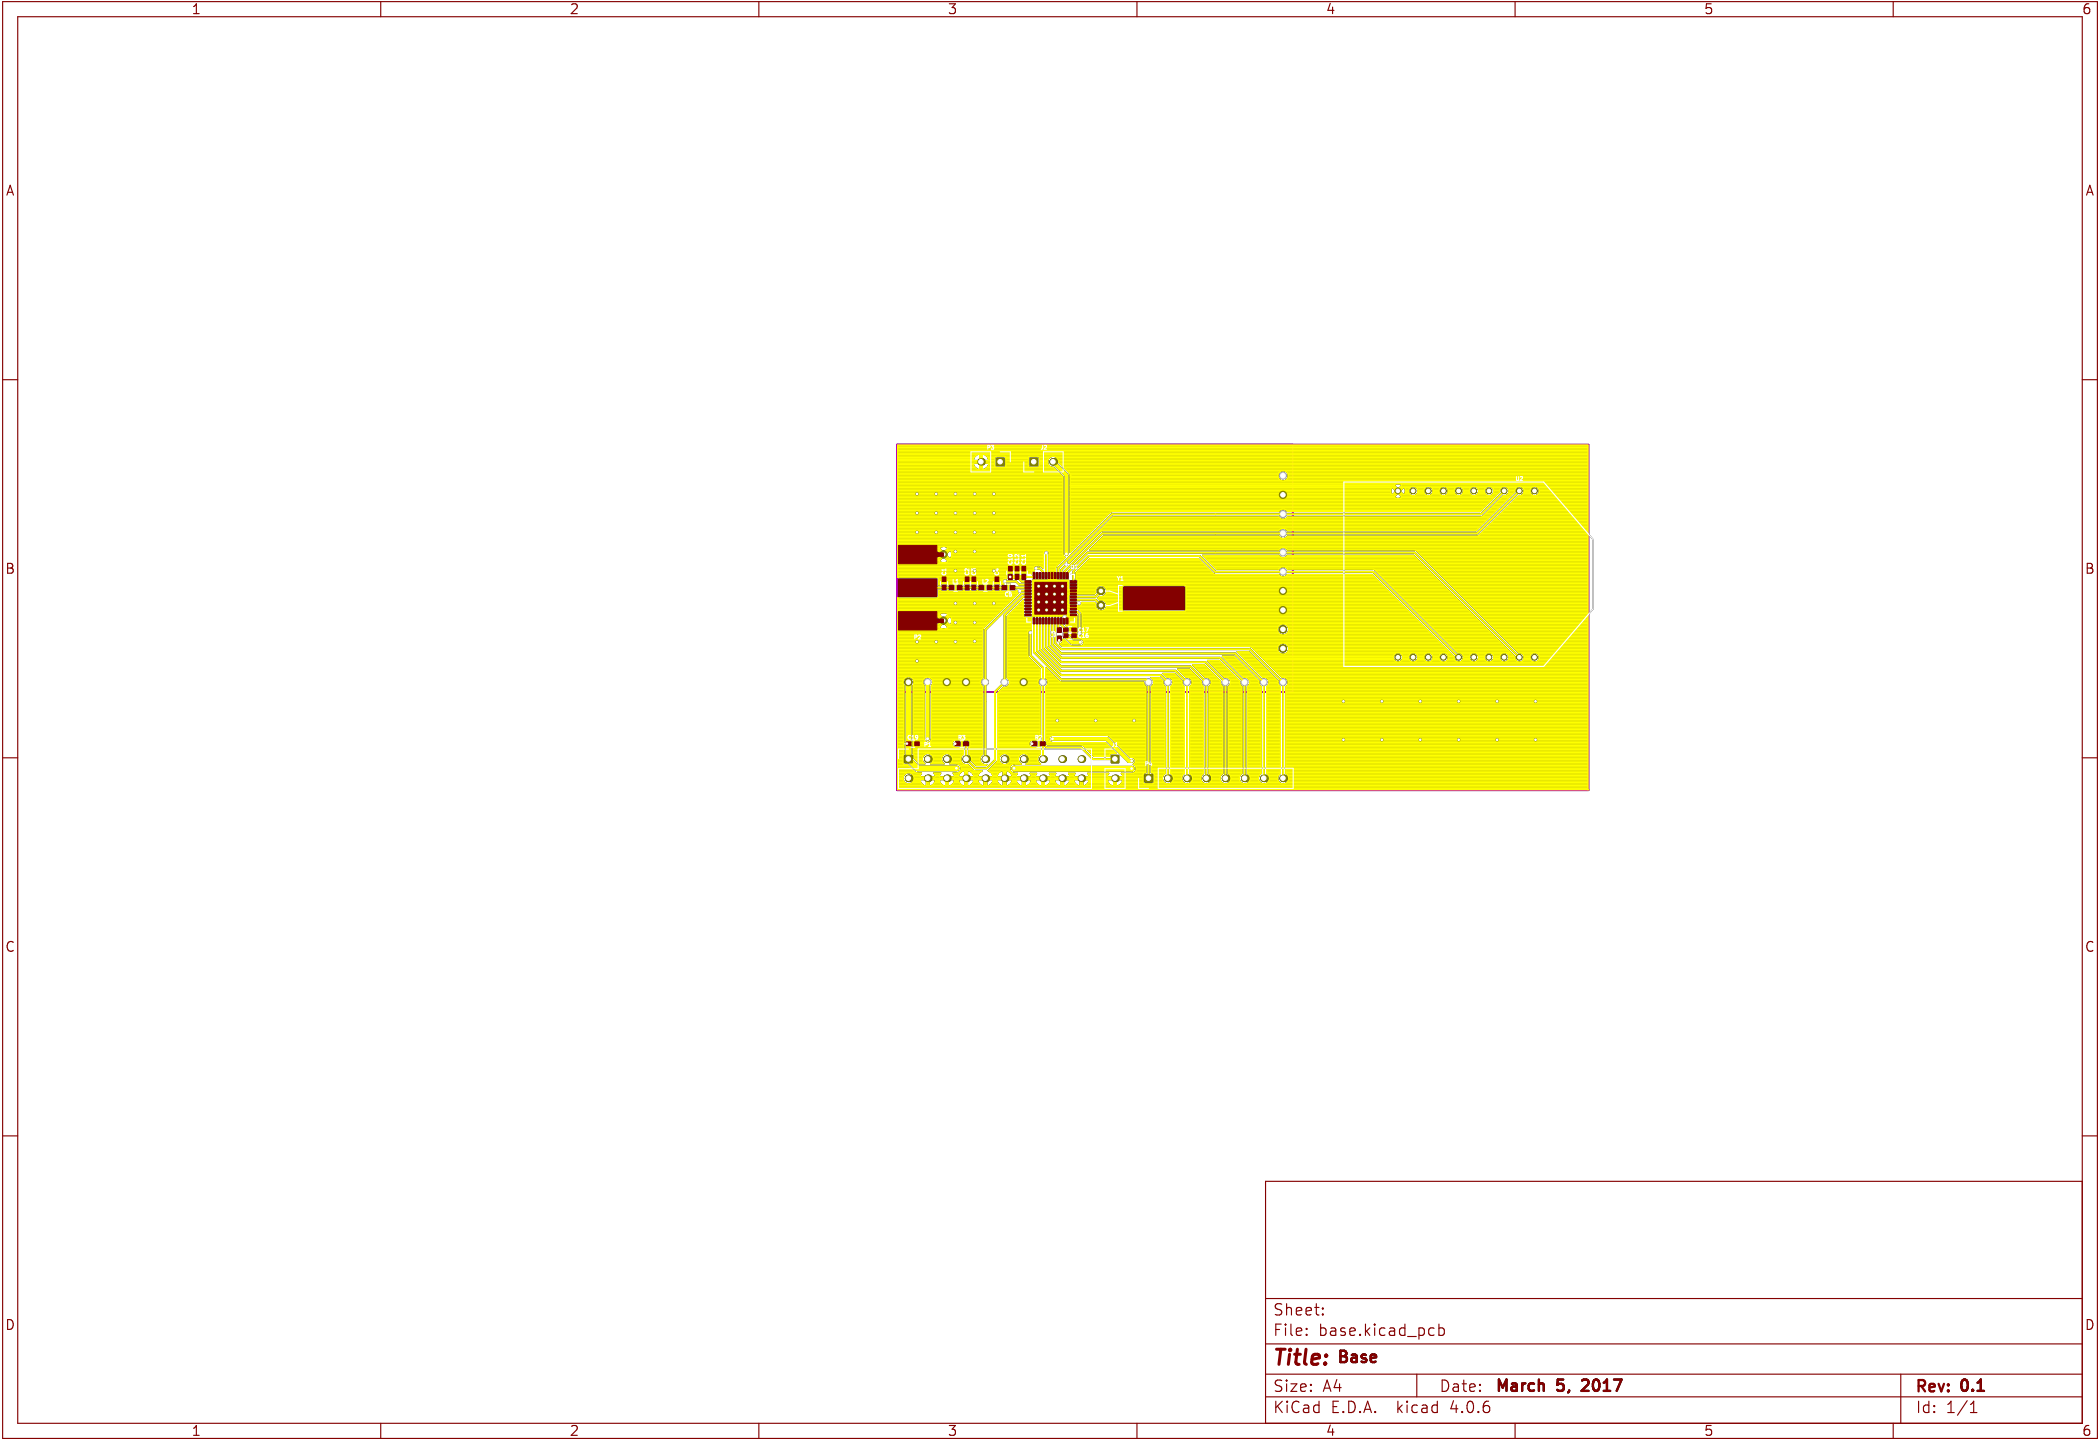 1 2 3 4 5 6
A A
B B
C C
D D
Sheet:
File: base.kicad_pcb
Title: Base
Size: A4 Date: March 5, 2017 Rev: 0.1
KiCad E.D.A. kicad 4.0.6 Id: 1/1
1 2 3 4 5 6